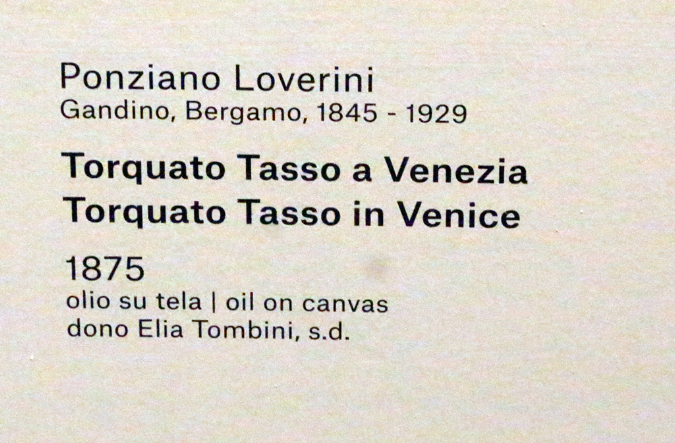 Ponziano Loverini
Gandino, Bergamo, 1845 - 1929
Torquato Tasso a Venezia
Torquato Tasso in Venice
1875
olio su tela | oil on canvas
dono Elia Tombini, s.d.